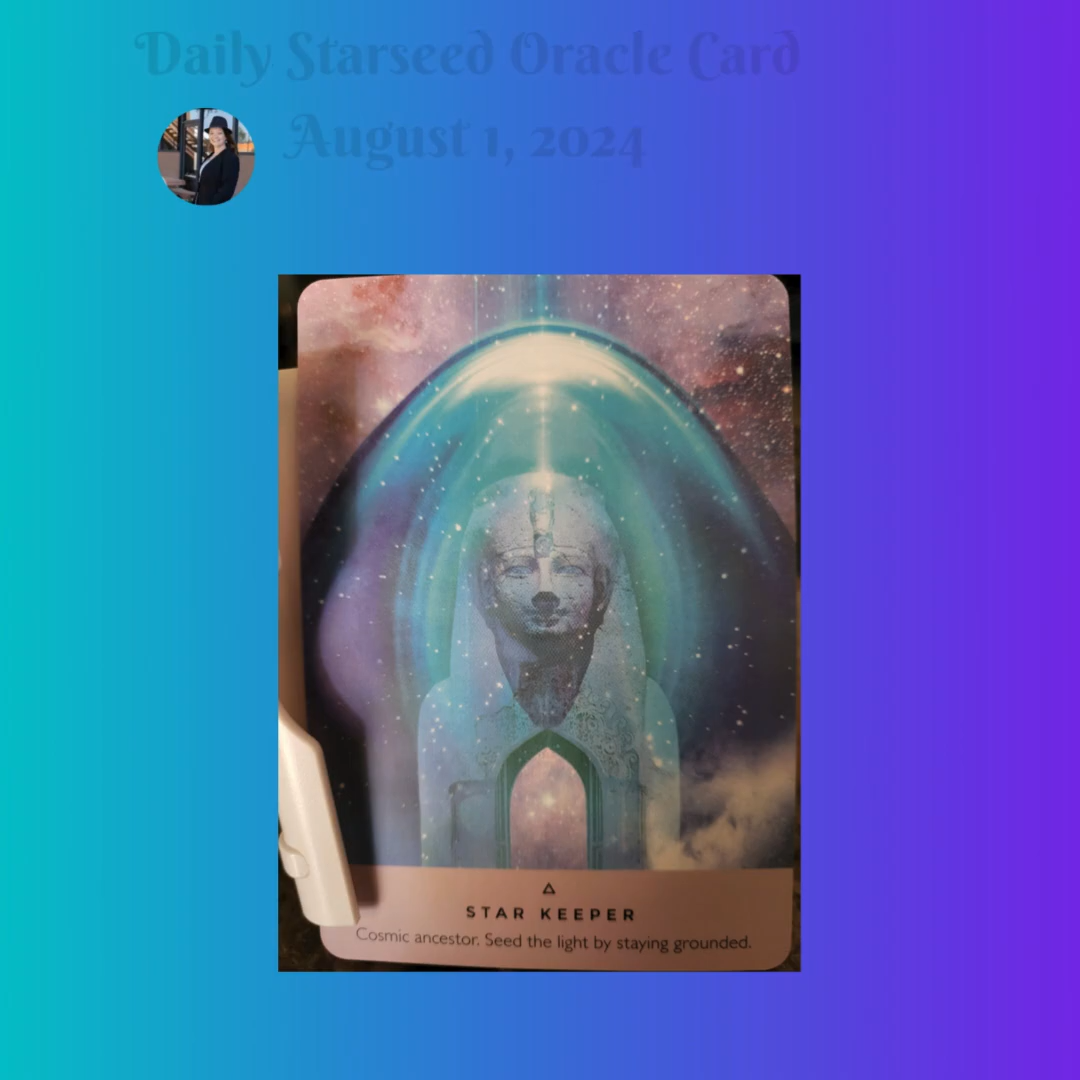 Daily Starseed Oracle Card
August 1, 2024
STAR KEEPER
Cosmic ancestor. Seed the light by staying grounded.